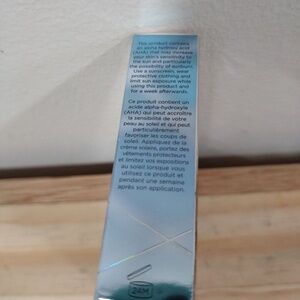 This product contains
an alpha hydroxy acid
(AHA) that may increase
your skin's sensitivity to
the sun and particularly
the possibility of sunburn.
Use a sunscreen, wear
protective clothing and
limit sun exposure while
using this product and
for a week afterwards.
Ce product contient un
acide alpha-hydroxyle
(AHA) qui peut accroître
la sensibilité de votre
peau au soleil et qui peut
particulièrement
favoriser les coups de
soleil. Appliquez de la
crème solaire, portez des
vêtements protecteurs
et limitez vos expositions
au soleil lorsque vous
utilisez ce produit et
pendant une semaine
après son application.
24M